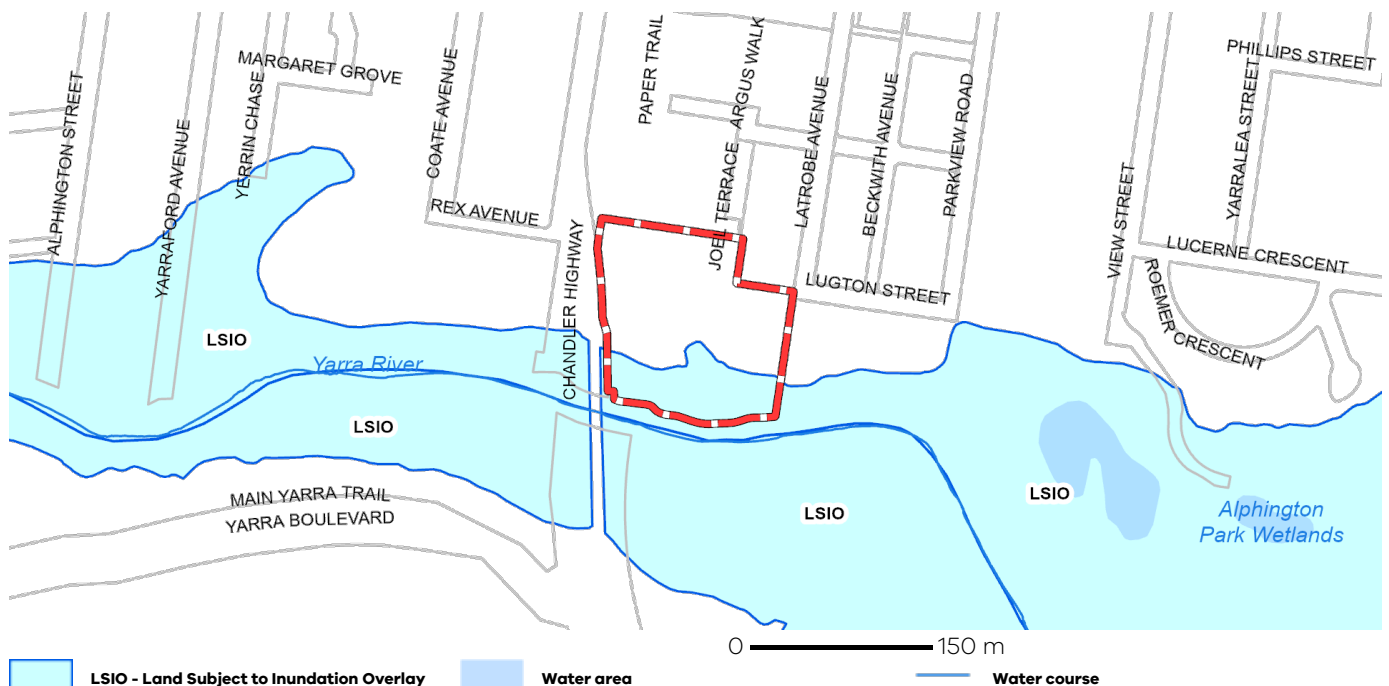 PHILLIPS STREET
MARGARET GROVE
ALPHINGTON STREET
YARRAFORD AVENUE
YERRIN CHASE
COATE AVENUE
PAPER TRAIL
ARGUS WALK
JOEL TERRACE
LATROBE AVENUE
BECKWITH AVENUE
PARKVIEW ROAD
VIEW STREET
YARRALEA STREET
REX AVENUE
CHANDLER HIGHWAY
LUGTON STREET
LUCERNE CRESCENT
ROEMER CRESCENT
LSIO
Yarra River
LSIO
MAIN YARRA TRAIL
YARRA BOULEVARD
LSIO
LSIO
Alphington
Park Wetlands
0 150 m
LSIO - Land Subject to Inundation Overlay
Water area
Water course